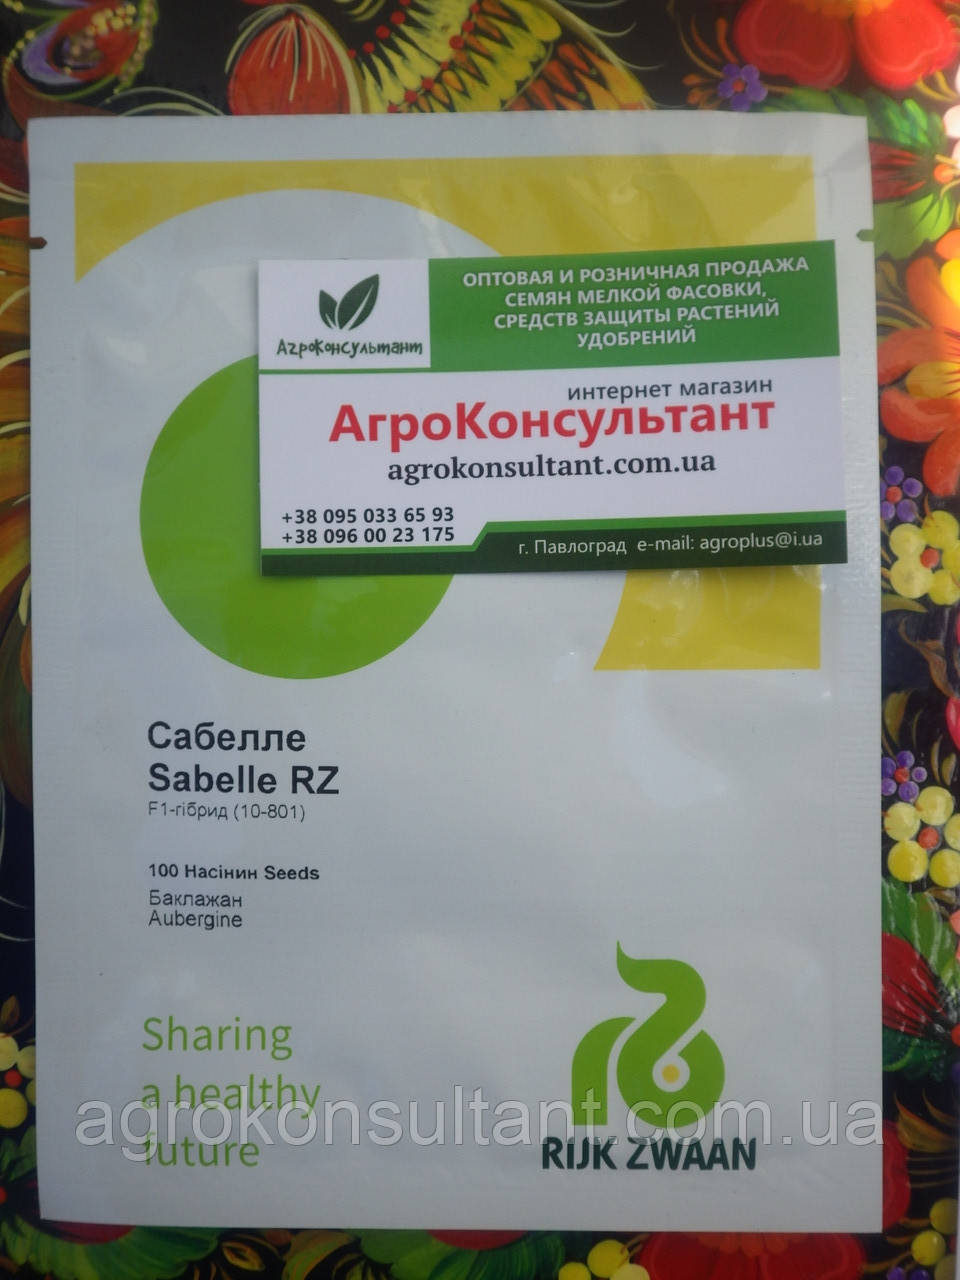 ОПТОВАЯ И РОЗНИЧНАЯ ПРОДАЖА
СЕМЯН МЕЛКОЙ ФАСОВКИ,
СРЕДСТВ ЗАЩИТЫ РАСТЕНИЙ
УДОБРЕНИЙ
АгроКонсультант
интернет магазин
АгроКонсультант
agrokonsultant.com.ua
+38 095 033 65 93
+38 096 00 23 175
г. Павлоград e-mail: agroplus@i.ua
Сабелле
Sabelle RZ
F1-гібрид (10-801)
100 Насінин Seeds
Баклажан
Aubergine
Sharing
a healthy
future
agrokonsultant.com.ua
RIJK ZWAAN